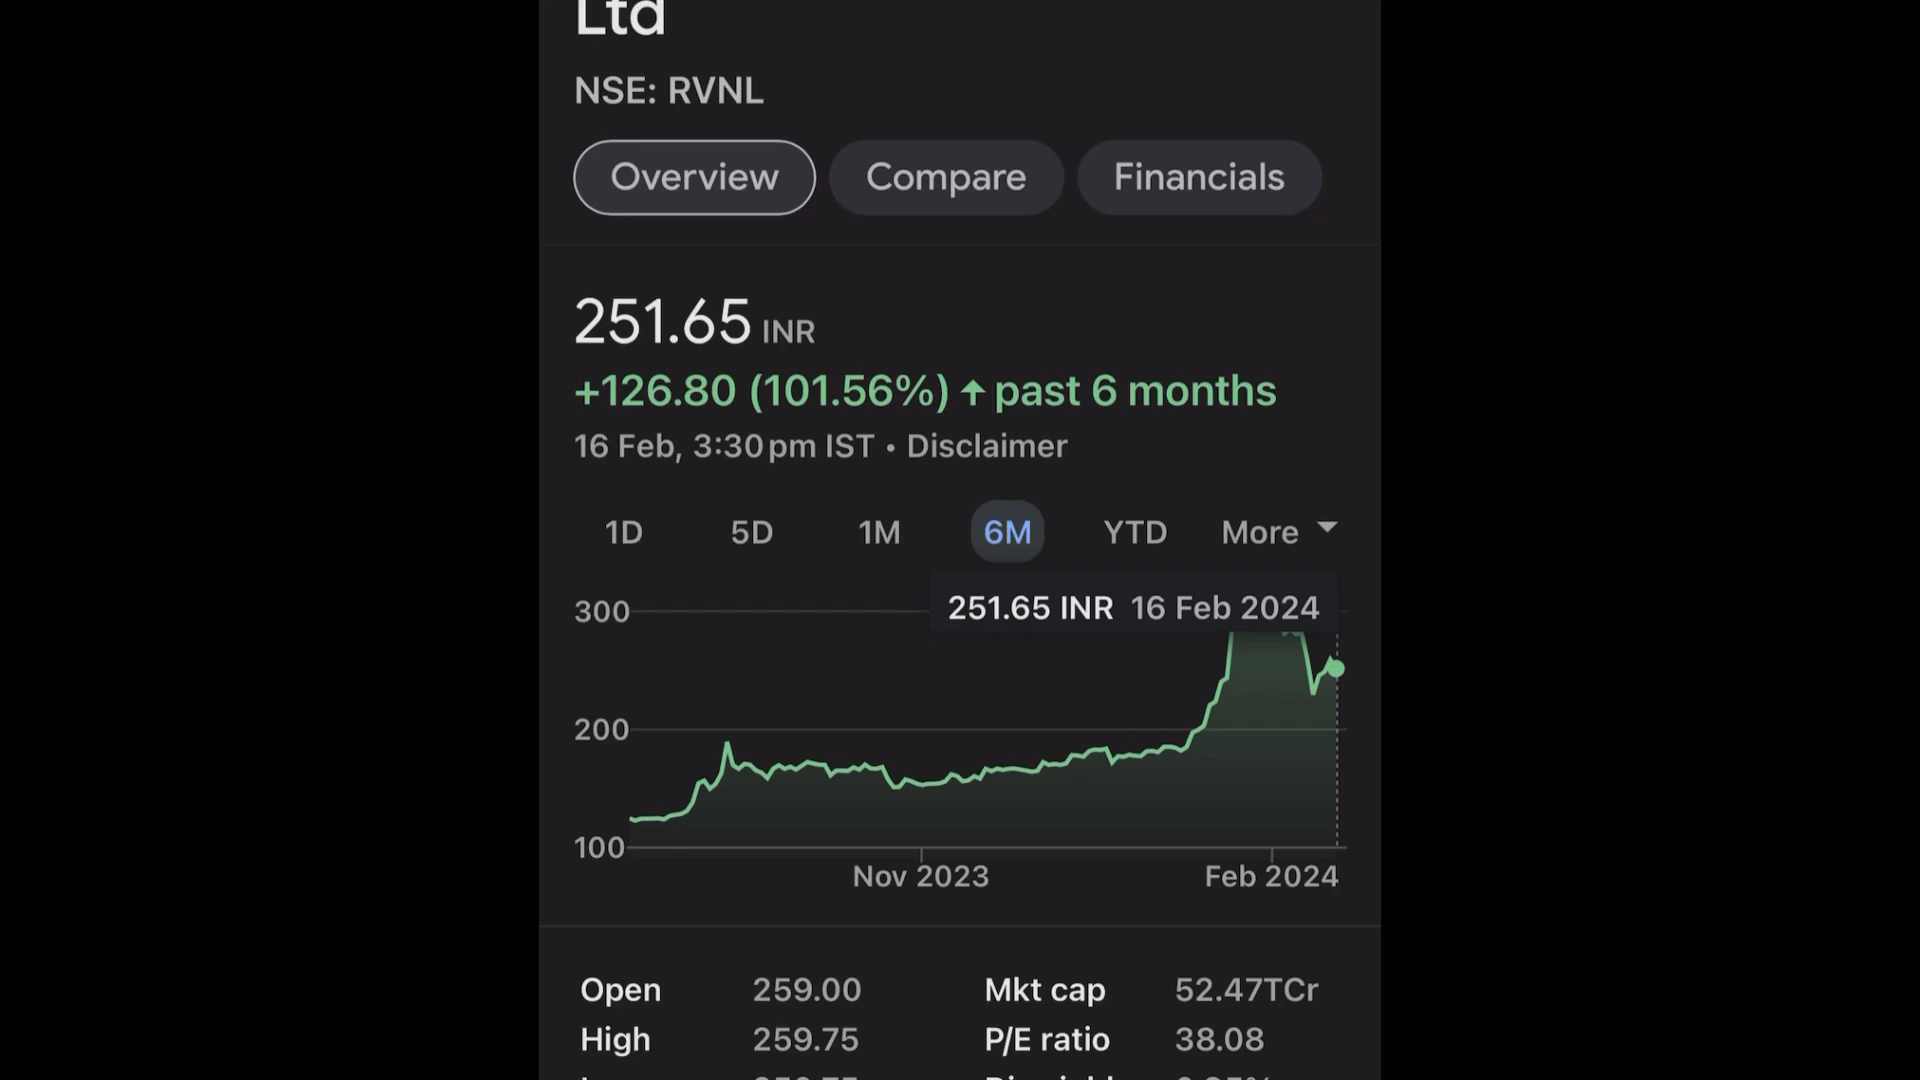 Ltd
NSE: RVNL
Overview Compare Financials
251.65 INR
+126.80 (101.56%) ↑ past 6 months
16 Feb, 3:30 pm IST • Disclaimer
1D 5D 1M 6M YTD More
251.65 INR 16 Feb 2024
300
200
100
Nov 2023 Feb 2024
Open 259.00 Mkt cap 52.47TCr
High 259.75 P/E ratio 38.08